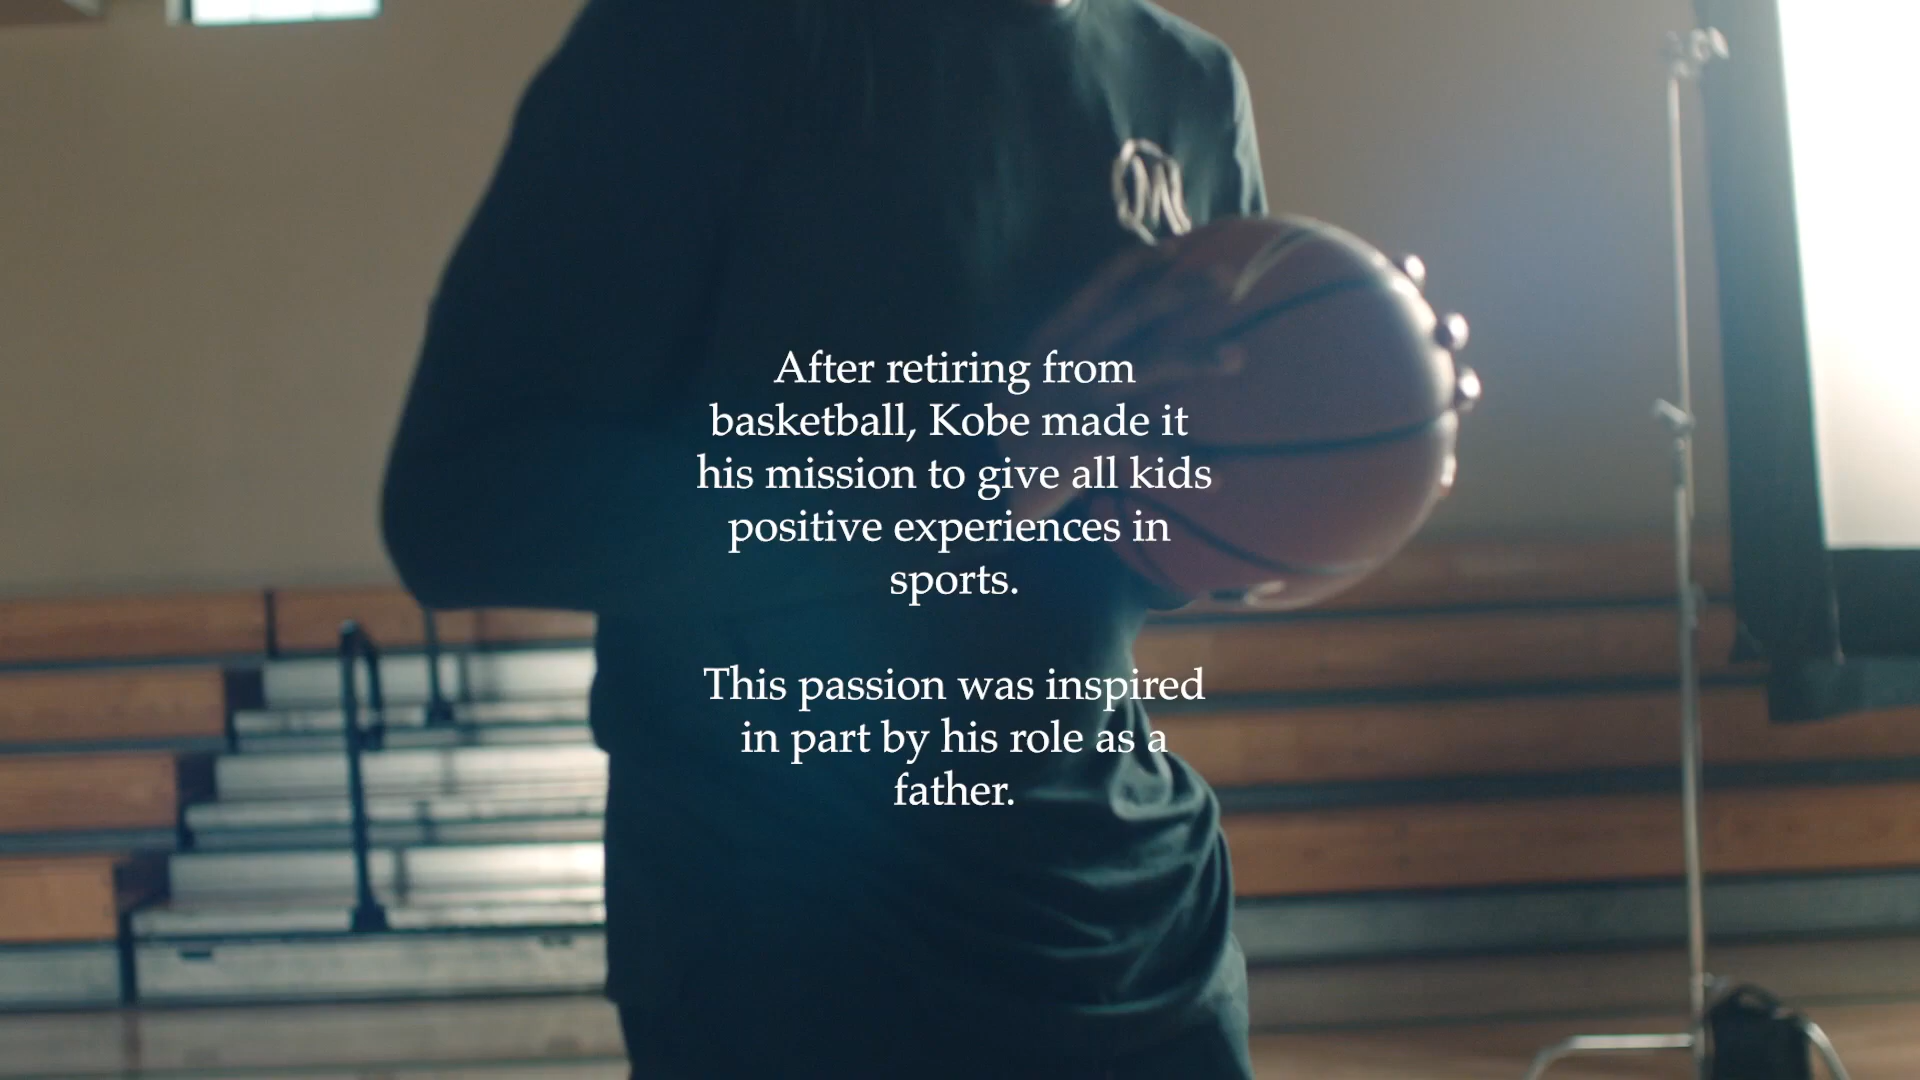 After retiring from
basketball, Kobe made it
his mission to give all kids
positive experiences in
sports.
This passion was inspired
in part by his role as a
father.